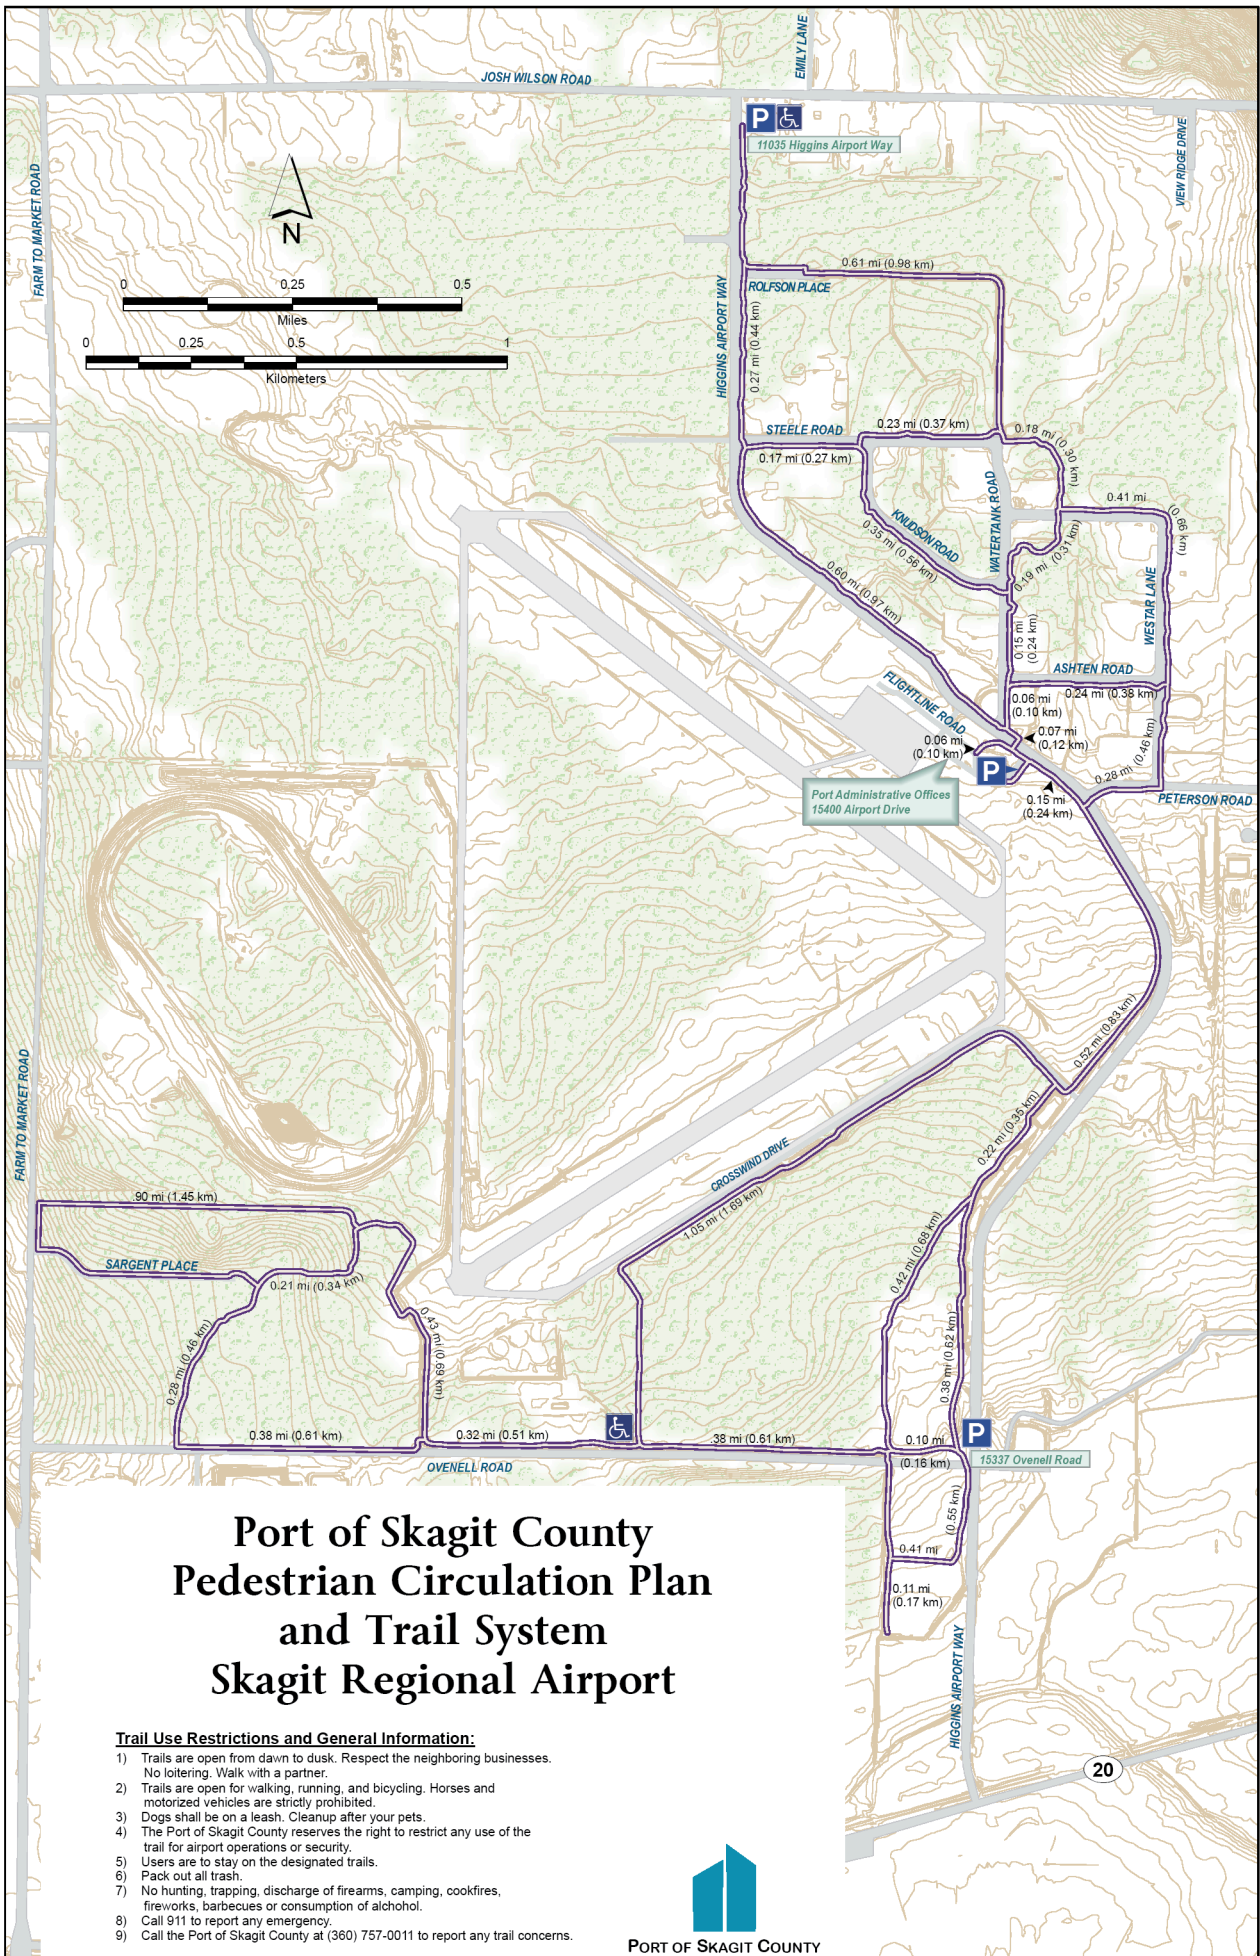 JOSH WILSON ROAD
EMILY LANE
P
11035 Higgins Airport Way
VIEW RIDGE DRIVE
FARM TO MARKET ROAD
N
0 0.25 0.5
Miles
0 0.25 0.5 1
Kilometers
HIGGINS AIRPORT WAY
0.61 mi (0.98 km)
ROLFSON PLACE
0.27 mi (0.44 km)
STEELE ROAD
0.23 mi (0.37 km)
0.18 mi (0.30 km)
0.17 mi (0.27 km)
0.41 mi
(0.66 km)
KNUDSON ROAD
0.35 mi (0.56 km)
WATERTANK ROAD
0.19 mi (0.31 km)
0.60 mi (0.97 km)
WESTAR LANE
0.15 mi
(0.24 km)
ASHTEN ROAD
0.24 mi (0.38 km)
FLIGHTLINE ROAD
0.06 mi
(0.10 km)
0.07 mi
(0.12 km)
0.06 mi
(0.10 km)
P
0.28 mi (0.46 km)
Port Administrative Offices
15400 Airport Drive
0.15 mi
(0.24 km)
PETERSON ROAD
0.52 mi (0.83 km)
FARM TO MARKET ROAD
0.22 mi (0.35 km)
CROSSWIND DRIVE
1.05 mi (1.69 km)
.90 mi (1.45 km)
SARGENT PLACE
0.21 mi (0.34 km)
0.42 mi (0.68 km)
0.28 mi (0.46 km)
0.43 mi (0.69 km)
0.38 mi (0.62 km)
0.38 mi (0.61 km)
0.32 mi (0.51 km)
.38 mi (0.61 km)
0.10 mi
(0.16 km)
P
15337 Ovenell Road
OVENELL ROAD
0.41 mi
(0.55 km)
0.11 mi
(0.17 km)
HIGGINS AIRPORT WAY
20
Port of Skagit County
Pedestrian Circulation Plan
and Trail System
Skagit Regional Airport
Trail Use Restrictions and General Information:
1) Trails are open from dawn to dusk. Respect the neighboring businesses.
No loitering. Walk with a partner.
2) Trails are open for walking, running, and bicycling. Horses and
motorized vehicles are strictly prohibited.
3) Dogs shall be on a leash. Cleanup after your pets.
4) The Port of Skagit County reserves the right to restrict any use of the
trail for airport operations or security.
5) Users are to stay on the designated trails.
6) Pack out all trash.
7) No hunting, trapping, discharge of firearms, camping, cookfires,
fireworks, barbecues or consumption of alchohol.
8) Call 911 to report any emergency.
9) Call the Port of Skagit County at (360) 757-0011 to report any trail concerns.
PORT OF SKAGIT COUNTY